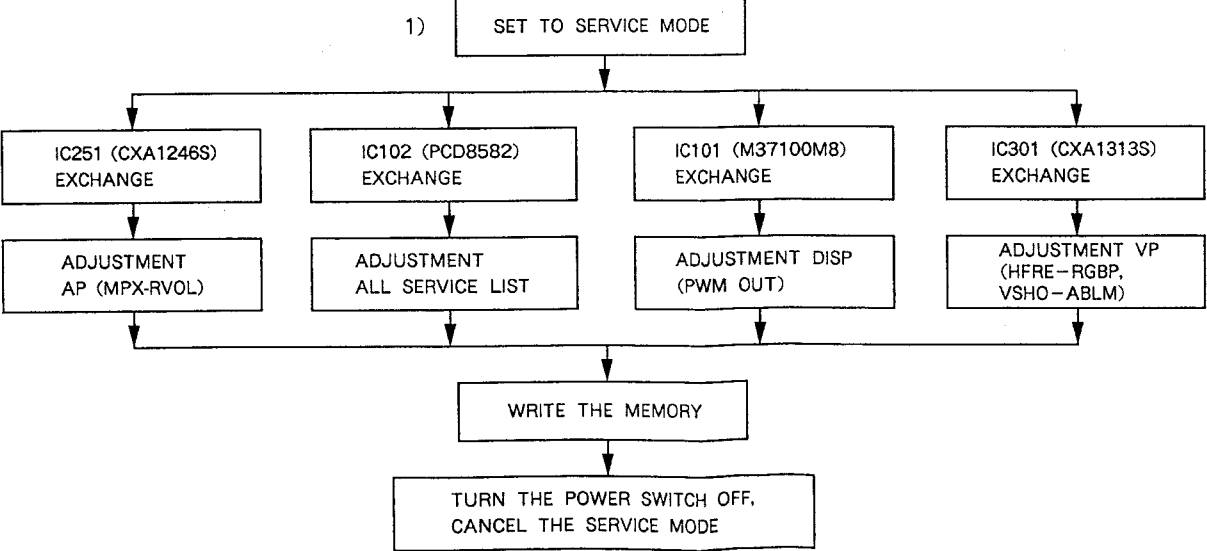 1)
SET TO SERVICE MODE
IC251 (CXA1246S)
EXCHANGE
IC102 (PCD8582)
EXCHANGE
IC101 (M37100M8)
EXCHANGE
IC301 (CXA1313S)
EXCHANGE
ADJUSTMENT
AP (MPX-RVOL)
ADJUSTMENT
ALL SERVICE LIST
ADJUSTMENT DISP
(PWM OUT)
ADJUSTMENT VP
(HFRE-RGBP,
VSHO-ABLM)
WRITE THE MEMORY
TURN THE POWER SWITCH OFF,
CANCEL THE SERVICE MODE